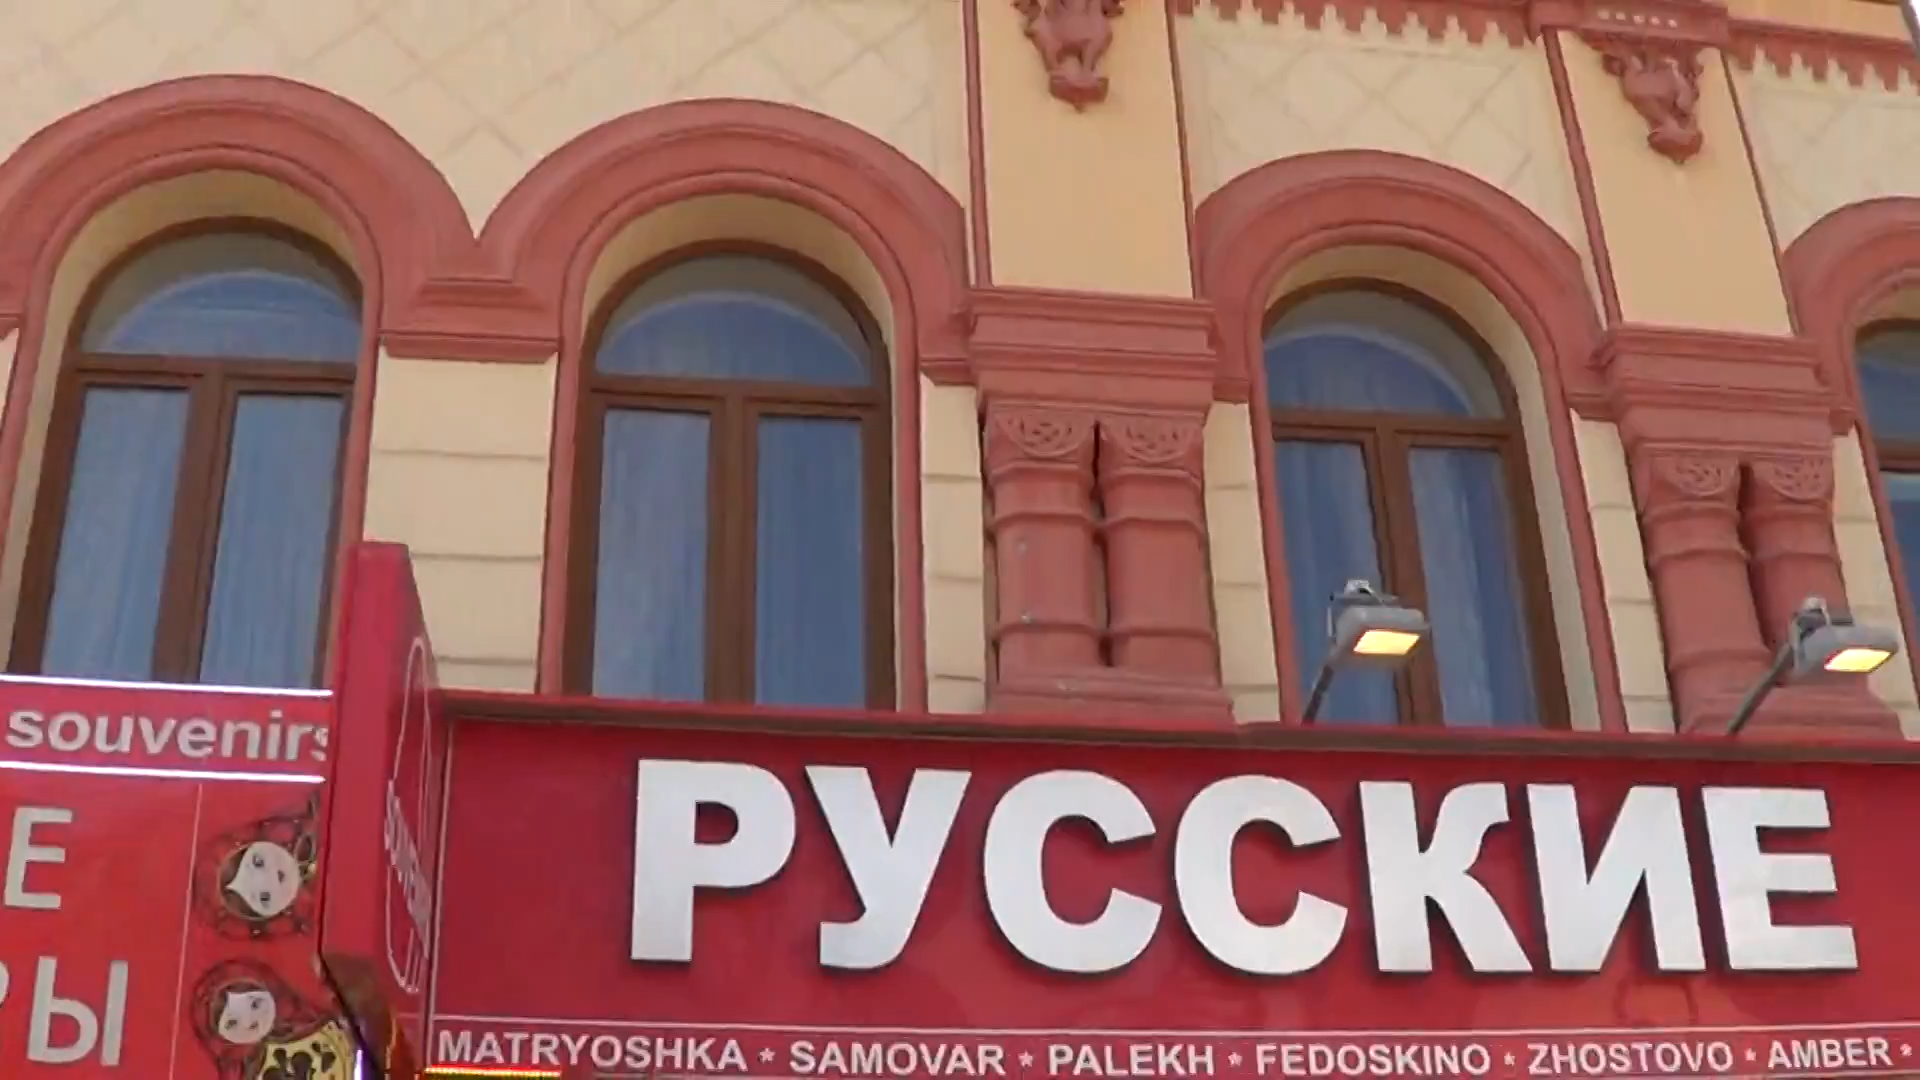 souvenirs
РУССКИЕ
MATRYOSHKA * SAMOVAR * PALEKH * FEDOSKINO * ZHOSTOVO * AMBER *